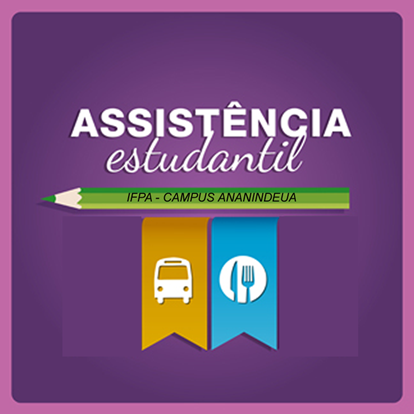 ASSISTÊNCIA
estudantil
IFPA - CAMPUS ANANINDEUA